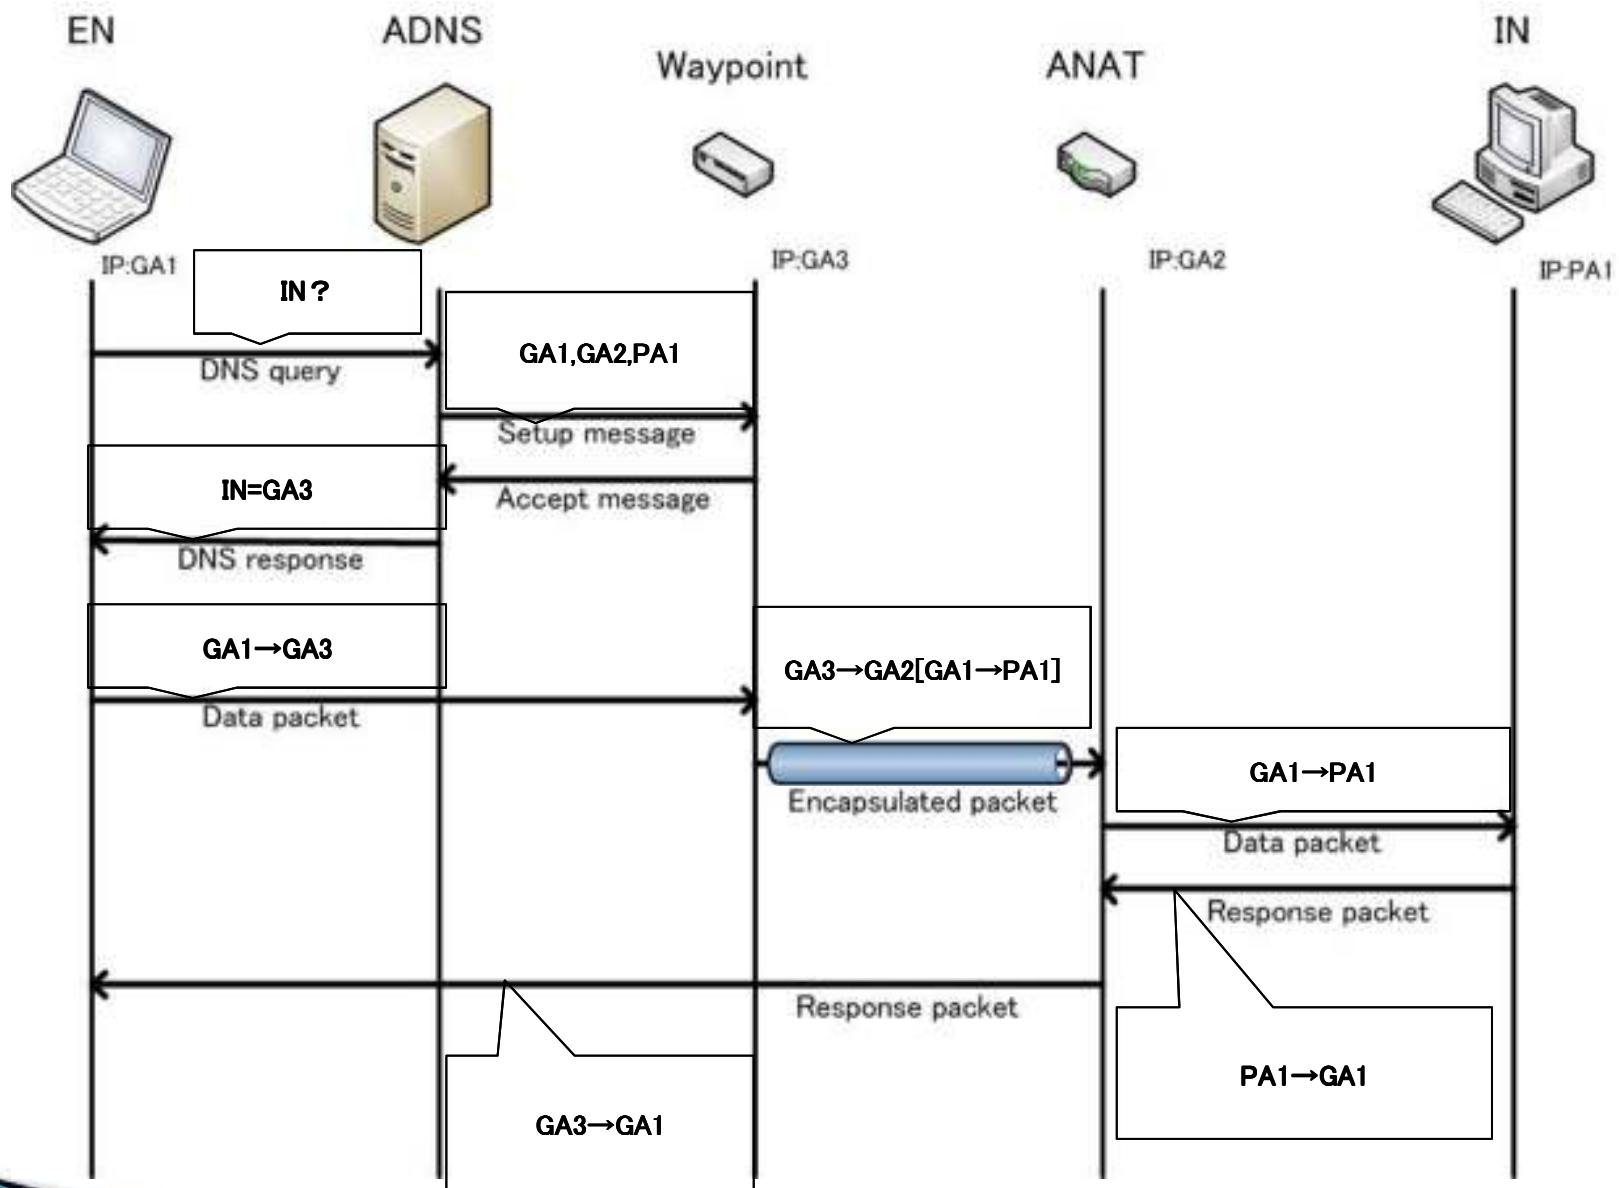 EN
ADNS
Waypoint
ANAT
IN
IP:GA1
IP:GA3
IP:GA2
IP:PA1
IN？
DNS query
GA1,GA2,PA1
Setup message
IN=GA3
Accept message
DNS response
GA1→GA3
Data packet
GA3→GA2[GA1→PA1]
Encapsulated packet
GA1→PA1
Data packet
Response packet
Response packet
PA1→GA1
GA3→GA1